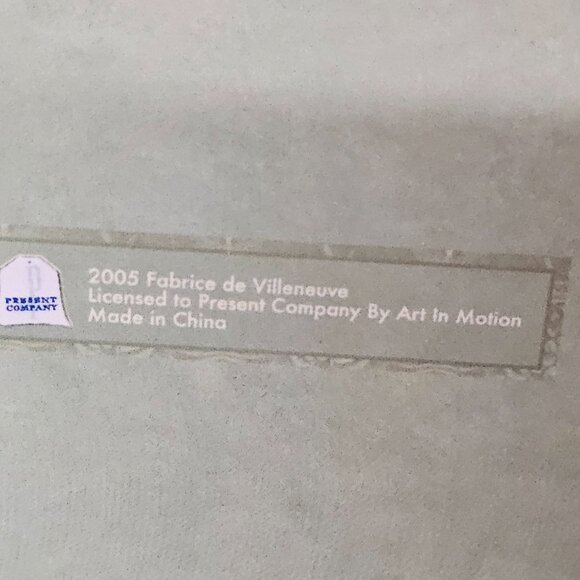 PRESENT
COMPANY
2005 Fabrice de Villeneuve
Licensed to Present Company By Art In Motion
Made in China